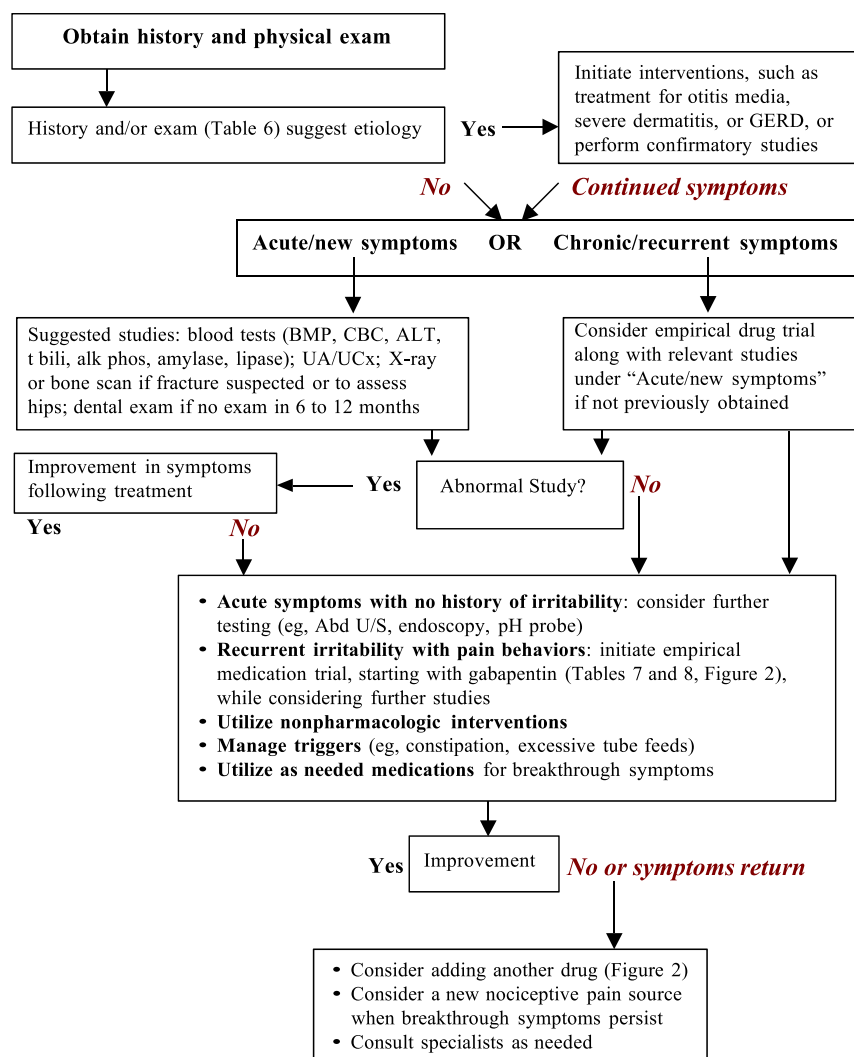 Obtain history and physical exam
History and/or exam (Table 6) suggest etiology
Yes
Initiate interventions, such as
treatment for otitis media,
severe dermatitis, or GERD, or
perform confirmatory studies
No
Continued symptoms
Acute/new symptoms OR Chronic/recurrent symptoms
Suggested studies: blood tests (BMP, CBC, ALT,
t bili, alk phos, amylase, lipase); UA/UCx; X-ray
or bone scan if fracture suspected or to assess
hips; dental exam if no exam in 6 to 12 months
Consider empirical drug trial
along with relevant studies
under “Acute/new symptoms”
if not previously obtained
Improvement in symptoms
following treatment
Yes
Abnormal Study?
No
Yes
No
• Acute symptoms with no history of irritability: consider further
testing (eg, Abd U/S, endoscopy, pH probe)
• Recurrent irritability with pain behaviors: initiate empirical
medication trial, starting with gabapentin (Tables 7 and 8, Figure 2),
while considering further studies
• Utilize nonpharmacologic interventions
• Manage triggers (eg, constipation, excessive tube feeds)
• Utilize as needed medications for breakthrough symptoms
Yes
Improvement
No or symptoms return
• Consider adding another drug (Figure 2)
• Consider a new nociceptive pain source
when breakthrough symptoms persist
• Consult specialists as needed